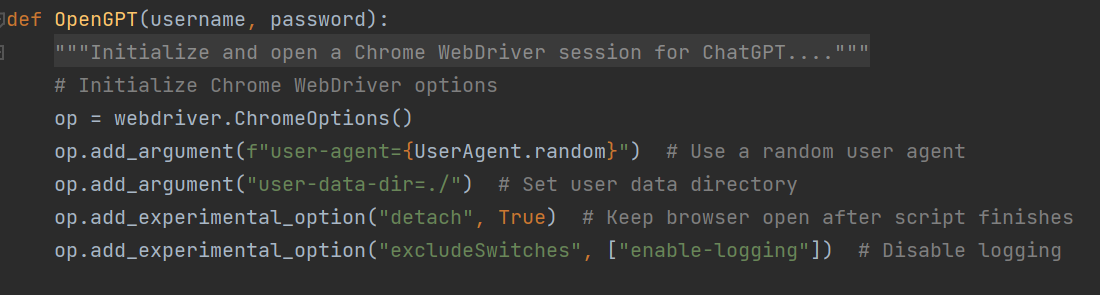 def OpenGPT(username, password):
    """Initialize and open a Chrome WebDriver session for ChatGPT...."""
    # Initialize Chrome WebDriver options
    op = webdriver.ChromeOptions()
    op.add_argument(f"user-agent={UserAgent.random}")  # Use a random user agent
    op.add_argument("user-data-dir=./")  # Set user data directory
    op.add_experimental_option("detach", True)  # Keep browser open after script finishes
    op.add_experimental_option("excludeSwitches", ["enable-logging"])  # Disable logging